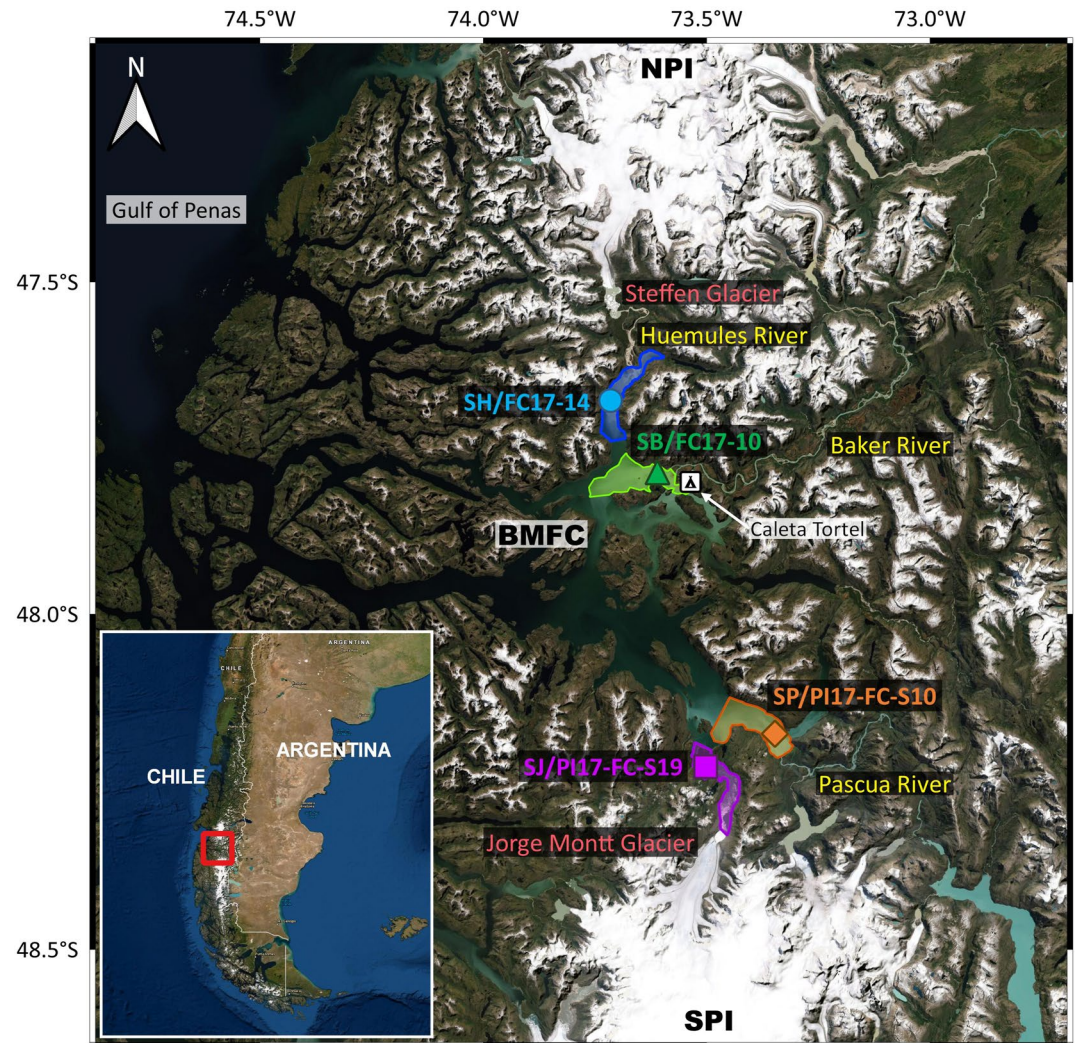 74.5°W 74.0°W 73.5°W 73.0°W
NPI
N
Gulf of Penas
47.5°S
Steffen Glacier
Huemules River
SH/FC17-14
SB/FC17-10
Baker River
Caleta Tortel
BMFC
48.0°S
ARGENTINA
CHILE
SP/PI17-FC-S10
ARGENTINA
CHILE
SJ/PI17-FC-S19
Pascua River
Jorge Montt Glacier
48.5°S
SPI